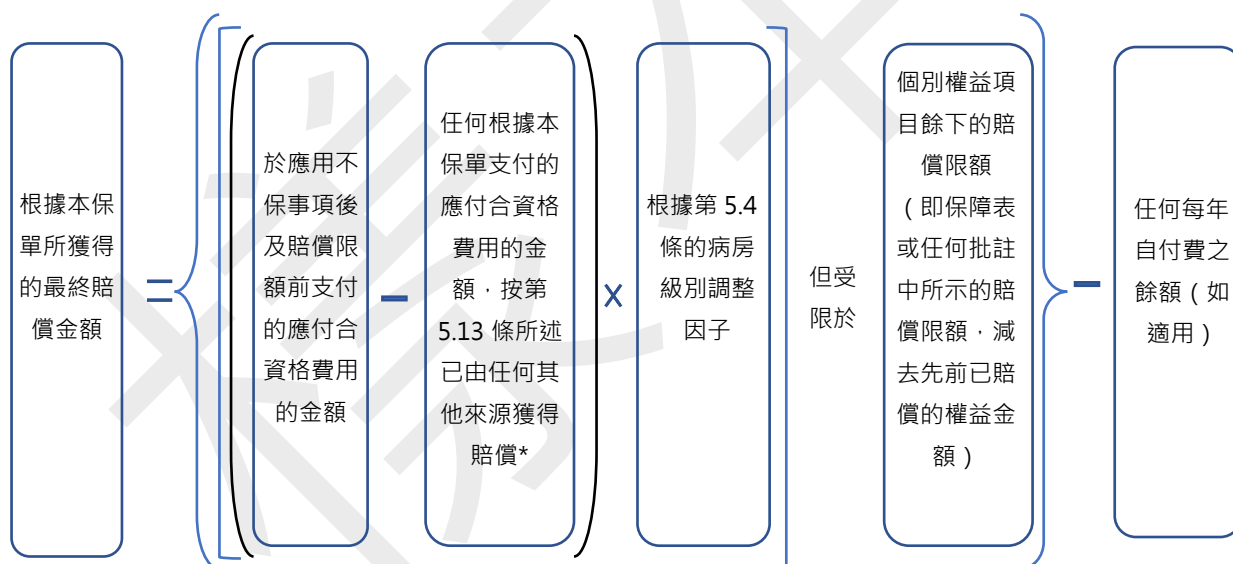 根據本保
單所獲得
的最終賠
償金額
=
於應用不
保事項後
及賠償限
額前支付
的應付合
資格費用
的金額
-
任何根據本
保單支付的
應付合資格
費用的金
額，按第
5.13 條所述
已由任何其
他來源獲得
賠償*
x
根據第 5.4
條的病房
級別調整
因子
但受
限於
個別權益項
目餘下的賠
償限額
（即保障表
或任何批註
中所示的賠
償限額，減
去先前已賠
償的權益金
額）
-
任何每年
自付費之
餘額（如
適用）
樣本